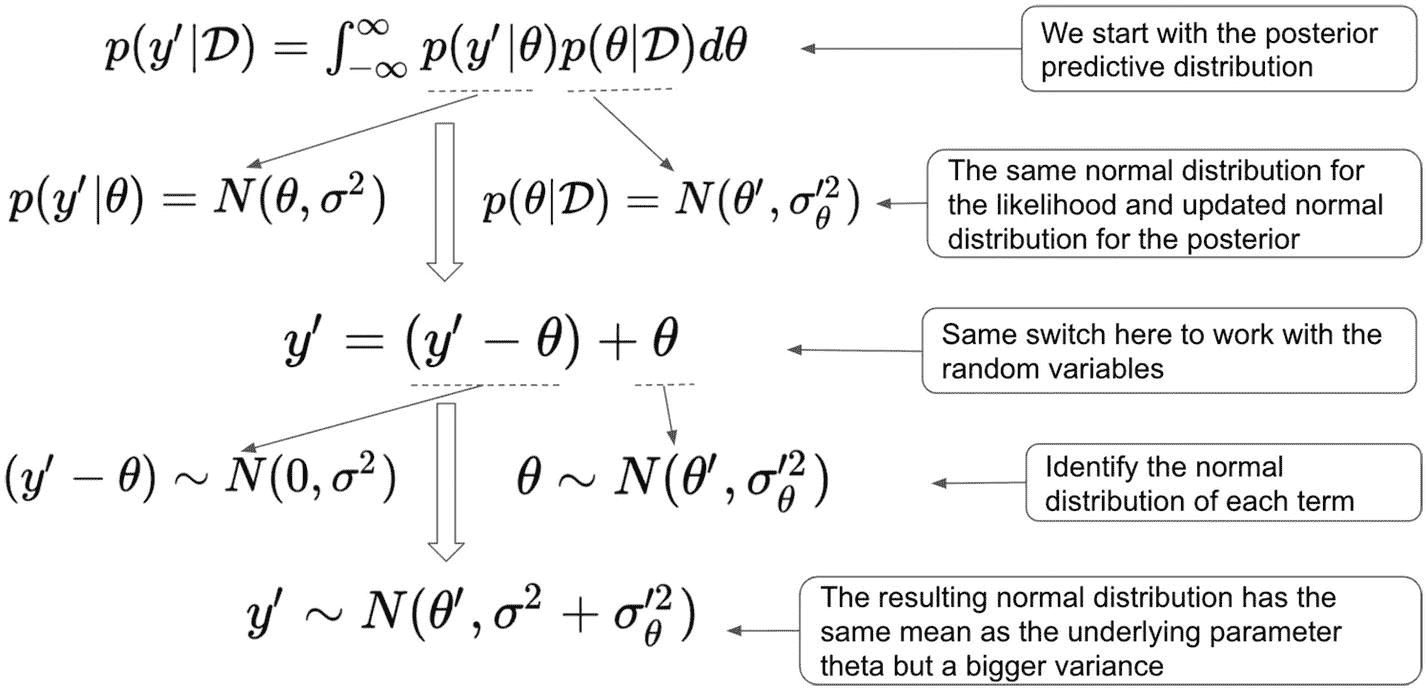 p(y′|𝒟) = ∫_{-∞}^{∞} p(y′|θ)p(θ|𝒟)dθ
We start with the posterior
predictive distribution
p(y′|θ) = N(θ, σ²)
p(θ|𝒟) = N(θ′, σ′²_θ)
The same normal distribution for
the likelihood and updated normal
distribution for the posterior
y′ = (y′ − θ) + θ
Same switch here to work with the
random variables
(y′ − θ) ∼ N(0, σ²)
θ ∼ N(θ′, σ′²_θ)
Identify the normal
distribution of each term
y′ ∼ N(θ′, σ² + σ′²_θ)
The resulting normal distribution has the
same mean as the underlying parameter
theta but a bigger variance